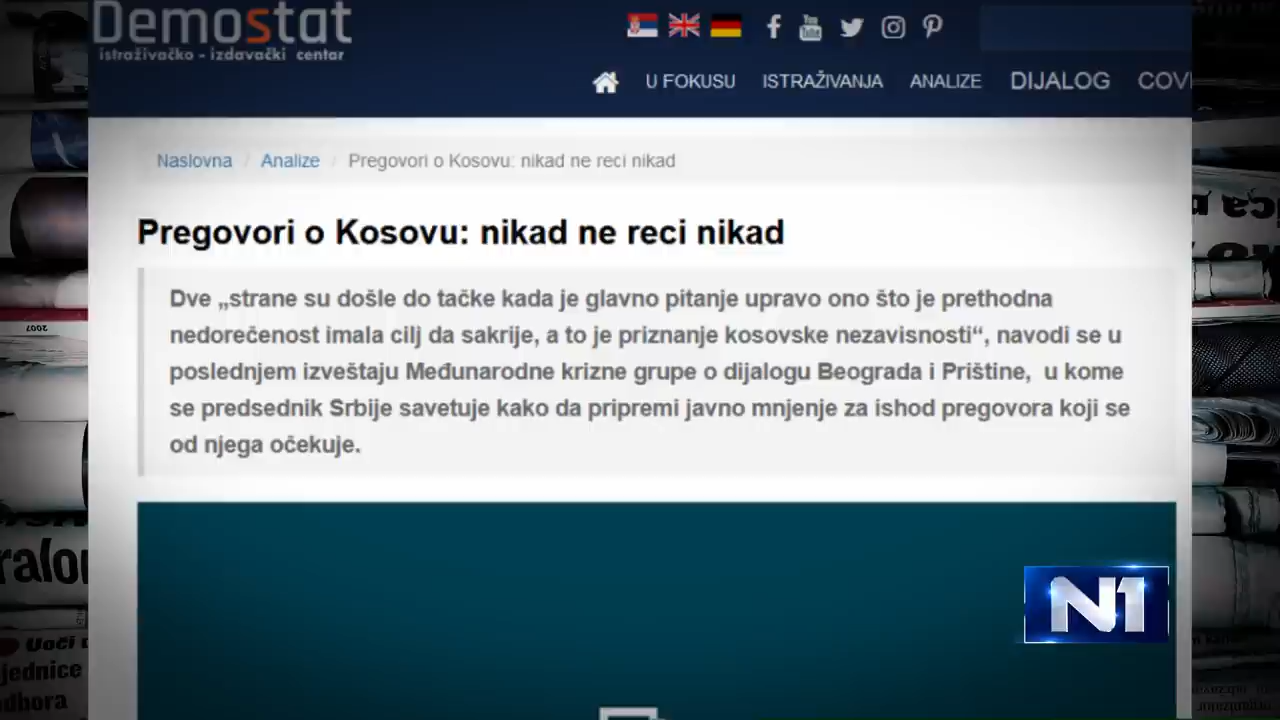 Demostat
istraživačko - izdavački centar
U FOKUSU ISTRAŽIVANJA ANALIZE DIJALOG COVI
Naslovna / Analize / Pregovori o Kosovu: nikad ne reci nikad
Pregovori o Kosovu: nikad ne reci nikad
Dve „strane su došle do tačke kada je glavno pitanje upravo ono što je prethodna
nedorečenost imala cilj da sakrije, a to je priznanje kosovske nezavisnosti“, navodi se u
poslednjem izveštaju Međunarodne krizne grupe o dijalogu Beograda i Prištine, u kome
se predsednik Srbije savetuje kako da pripremi javno mnjenje za ishod pregovora koji se
od njega očekuje.
N1
Uoči
jednice